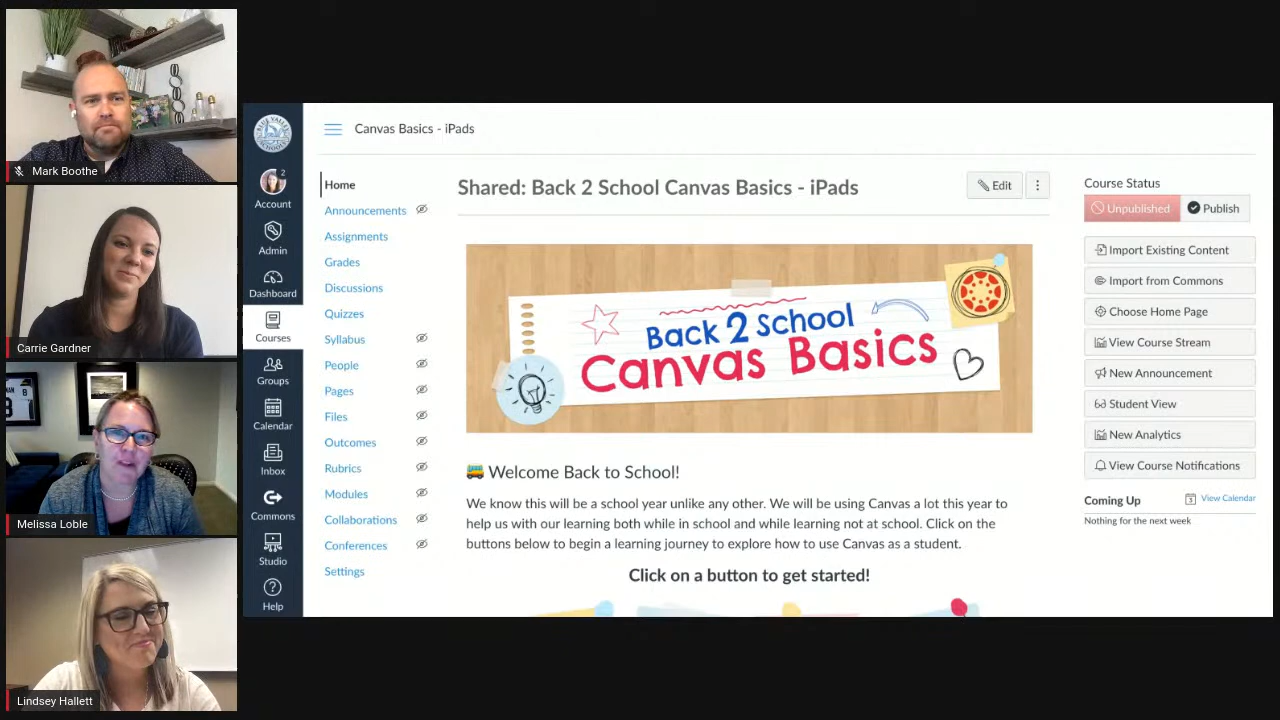 Mark Boothe
Carrie Gardner
Melissa Loble
Lindsey Hallett
Canvas Basics - iPads
2
Account
Admin
Dashboard
Courses
Groups
Calendar
Inbox
Commons
Studio
Help
Home
Announcements
Assignments
Grades
Discussions
Quizzes
Syllabus
People
Pages
Files
Outcomes
Rubrics
Modules
Collaborations
Conferences
Settings
Shared: Back 2 School Canvas Basics - iPads
Edit
Back 2 School
Canvas Basics
Welcome Back to School!
We know this will be a school year unlike any other. We will be using Canvas a lot this year to
help us with our learning both while in school and while learning not at school. Click on the
buttons below to begin a learning journey to explore how to use Canvas as a student.
Click on a button to get started!
Course Status
Unpublished
Publish
Import Existing Content
Import from Commons
Choose Home Page
View Course Stream
New Announcement
Student View
New Analytics
View Course Notifications
Coming Up
View Calendar
Nothing for the next week